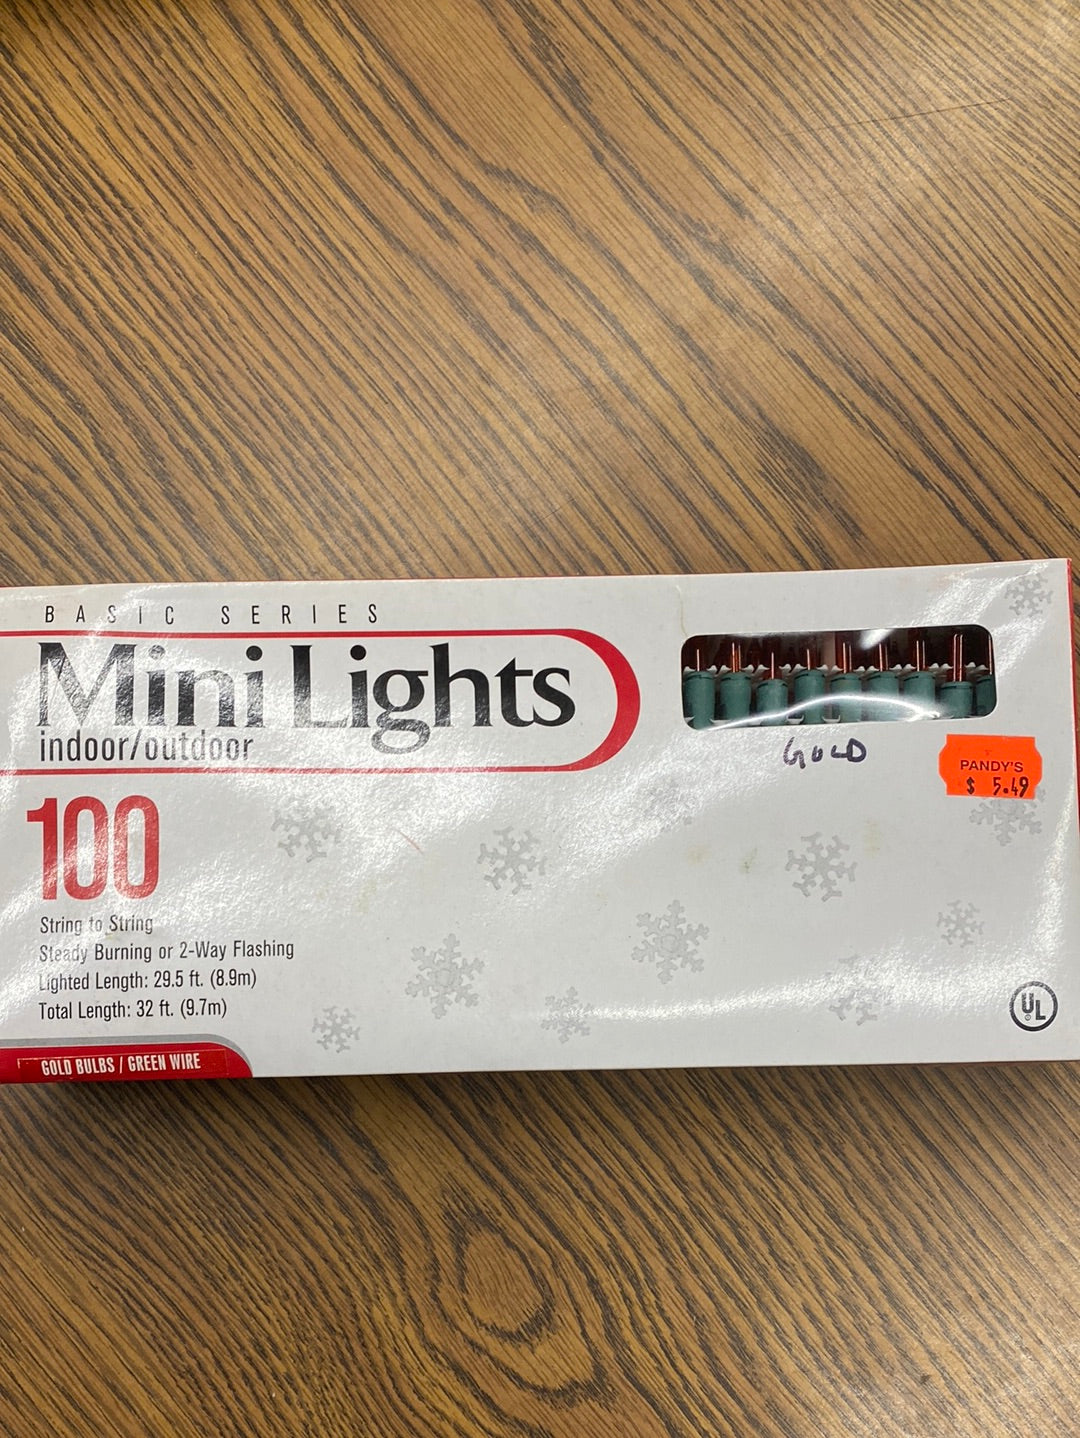 BASIC SERIES
Mini Lights
indoor/outdoor
GOLD
PANDY'S
$ 5.49
100
String to String
Steady Burning or 2-Way Flashing
Lighted Length: 29.5 ft. (8.9m)
Total Length: 32 ft. (9.7m)
UL
GOLD BULBS / GREEN WIRE